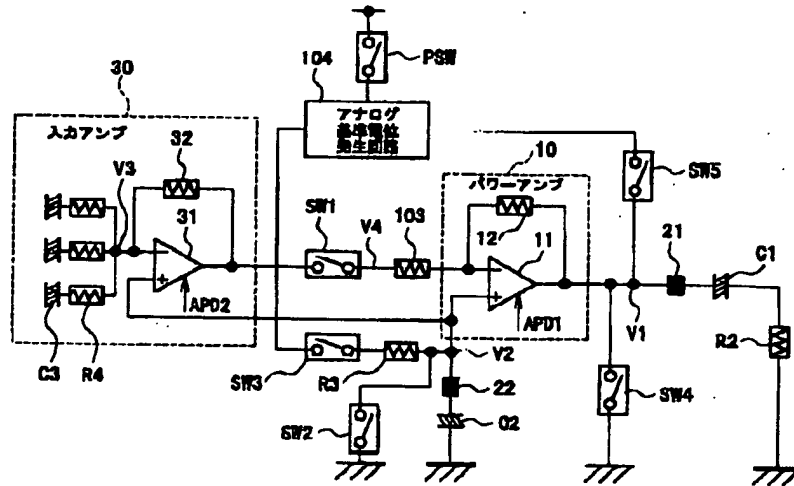 PSW
104
30
アナログ
基準電位
発生回路
入力アンプ
32
10
SW5
V3
パワーアンプ
SW1
V4
103
31
12
11
21
C1
APD2
APD1
V1
R2
C3
R4
SW3
R3
V2
22
SW4
SW2
C2